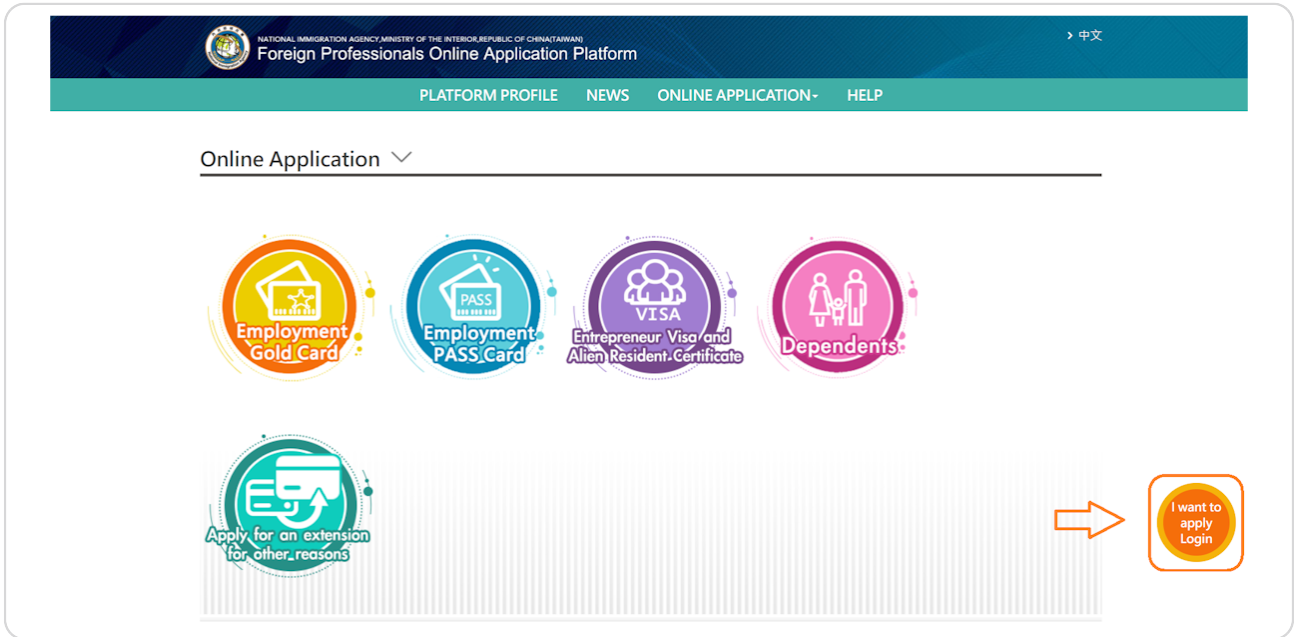 NATIONAL IMMIGRATION AGENCY,MINISTRY OF THE INTERIOR,REPUBLIC OF CHINA(TAIWAN)
Foreign Professionals Online Application Platform
中文
PLATFORM PROFILE NEWS ONLINE APPLICATION HELP
Online Application
Employment
Gold Card
PASS
Employment
PASS Card
VISA
Entrepreneur Visa and
Alien Resident Certificate
Dependents
Apply for an extension
for other reasons
I want to
apply
Login